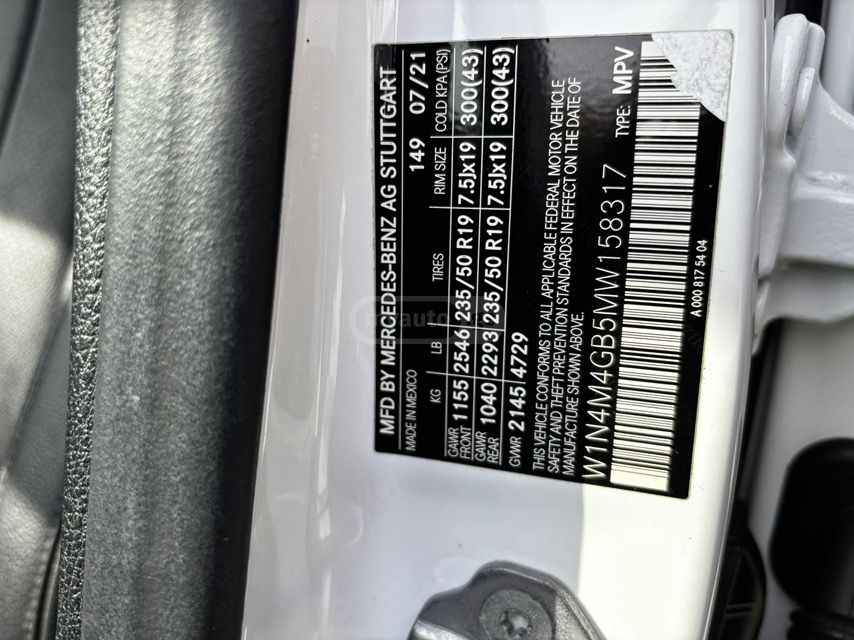 MFD BY MERCEDES-BENZ AG STUTTGART
MADE IN MEXICO 149 07/21
KG LB TIRES RIM SIZE COLD KPA (PSI)
GAWR FRONT 1155 2546 235/50 R19 7.5Jx19 300(43)
GAWR REAR 1040 2293 235/50 R19 7.5Jx19 300(43)
GVWR 2145 4729
THIS VEHICLE CONFORMS TO ALL APPLICABLE FEDERAL MOTOR VEHICLE
SAFETY AND THEFT PREVENTION STANDARDS IN EFFECT ON THE DATE OF
MANUFACTURE SHOWN ABOVE.
W1N4M4GB5MW158317 TYPE: MPV
A 000 817 54 04